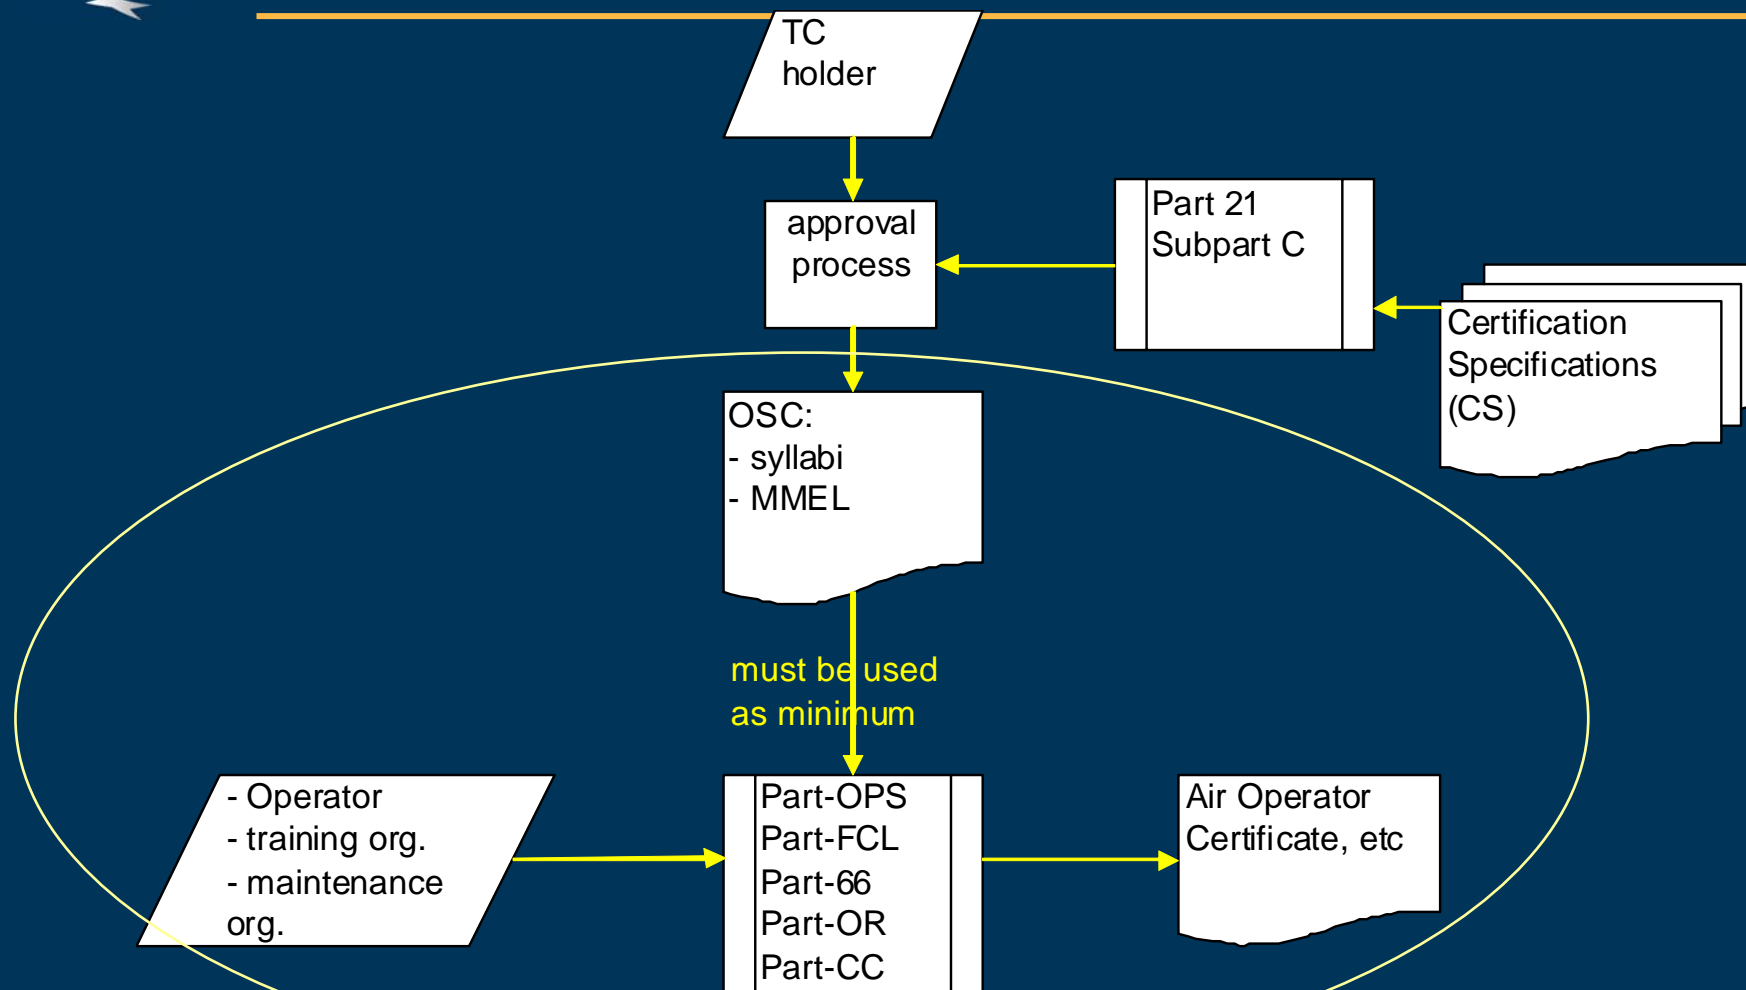 TC
holder
approval
process
Part 21
Subpart C
Certification
Specifications
(CS)
OSC:
- syllabi
- MMEL
must be used
as minimum
- Operator
- training org.
- maintenance
org.
Part-OPS
Part-FCL
Part-66
Part-OR
Part-CC
Air Operator
Certificate, etc